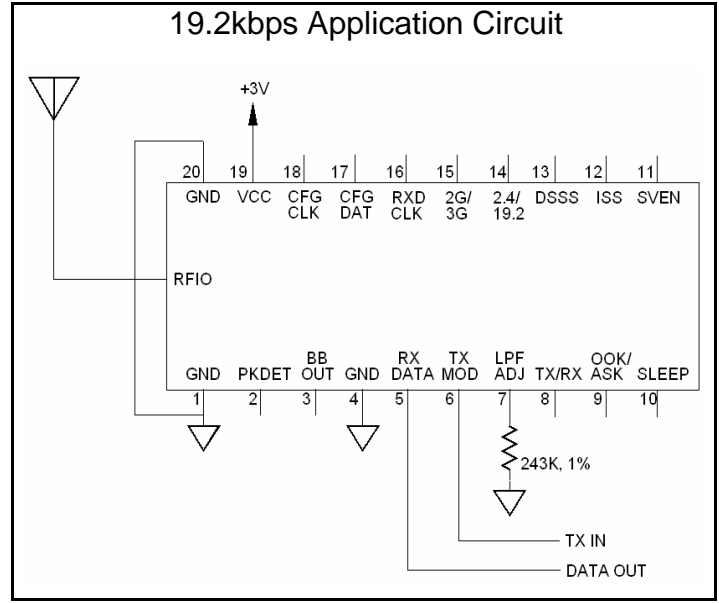 19.2kbps Application Circuit
+3V
20 19 18 17 16 15 14 13 12 11
GND VCC CFG CLK CFG DAT RXD CLK 2G/ 3G 2.4/ 19.2 DSSS ISS SVEN
RFIO
GND PKDET BB OUT GND RX DATA TX MOD LPF ADJ TX/RX OOK/ ASK SLEEP
1 2 3 4 5 6 7 8 9 10
243K, 1%
TX IN
DATA OUT